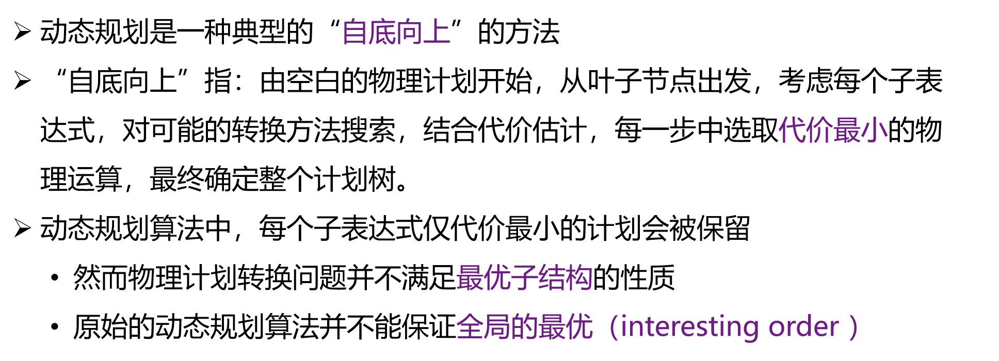 ➢ 动态规划是一种典型的“自底向上”的方法
➢ “自底向上”指：由空白的物理计划开始，从叶子节点出发，考虑每个子表
达式，对可能的转换方法搜索，结合代价估计，每一步中选取代价最小的物
理运算，最终确定整个计划树。
➢ 动态规划算法中，每个子表达式仅代价最小的计划会被保留
• 然而物理计划转换问题并不满足最优子结构的性质
• 原始的动态规划算法并不能保证全局的最优（interesting order ）